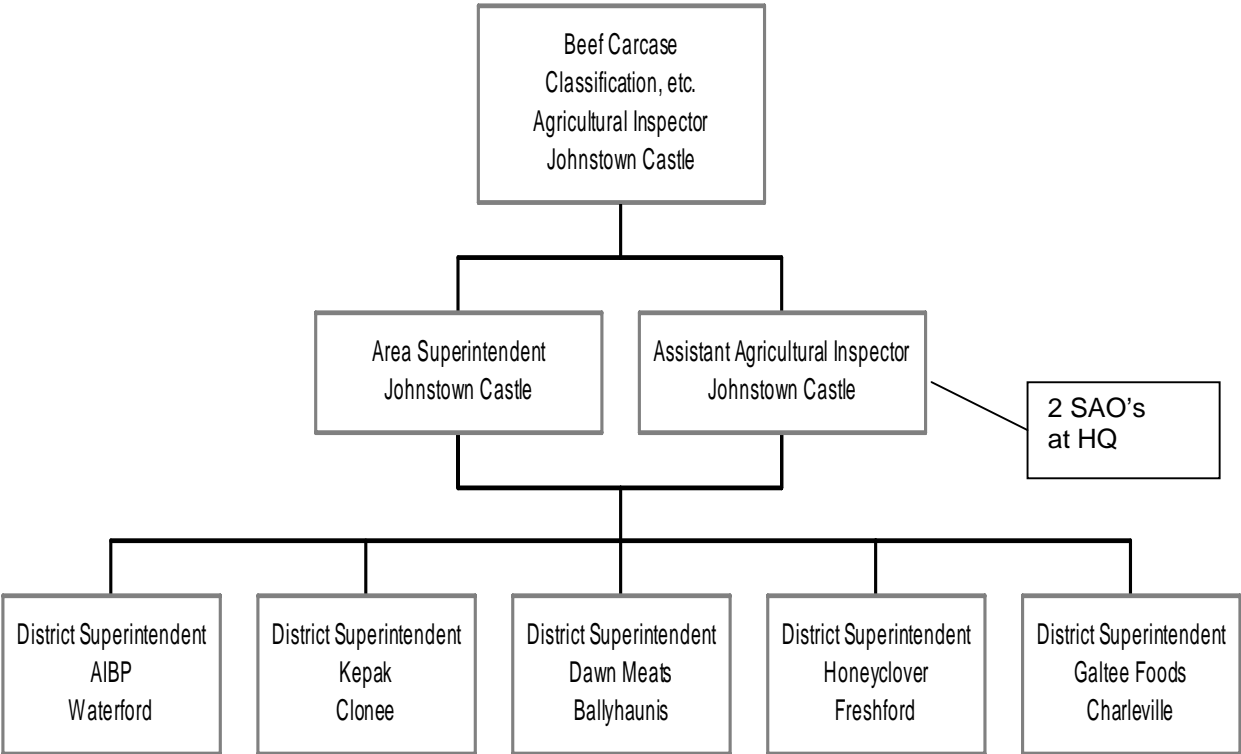 Beef Carcase
Classification, etc.
Agricultural Inspector
Johnstown Castle
Area Superintendent
Johnstown Castle
Assistant Agricultural Inspector
Johnstown Castle
2 SAO’s
at HQ
District Superintendent
AIBP
Waterford
District Superintendent
Kepak
Clonee
District Superintendent
Dawn Meats
Ballyhaunis
District Superintendent
Honeyclover
Freshford
District Superintendent
Galtee Foods
Charleville